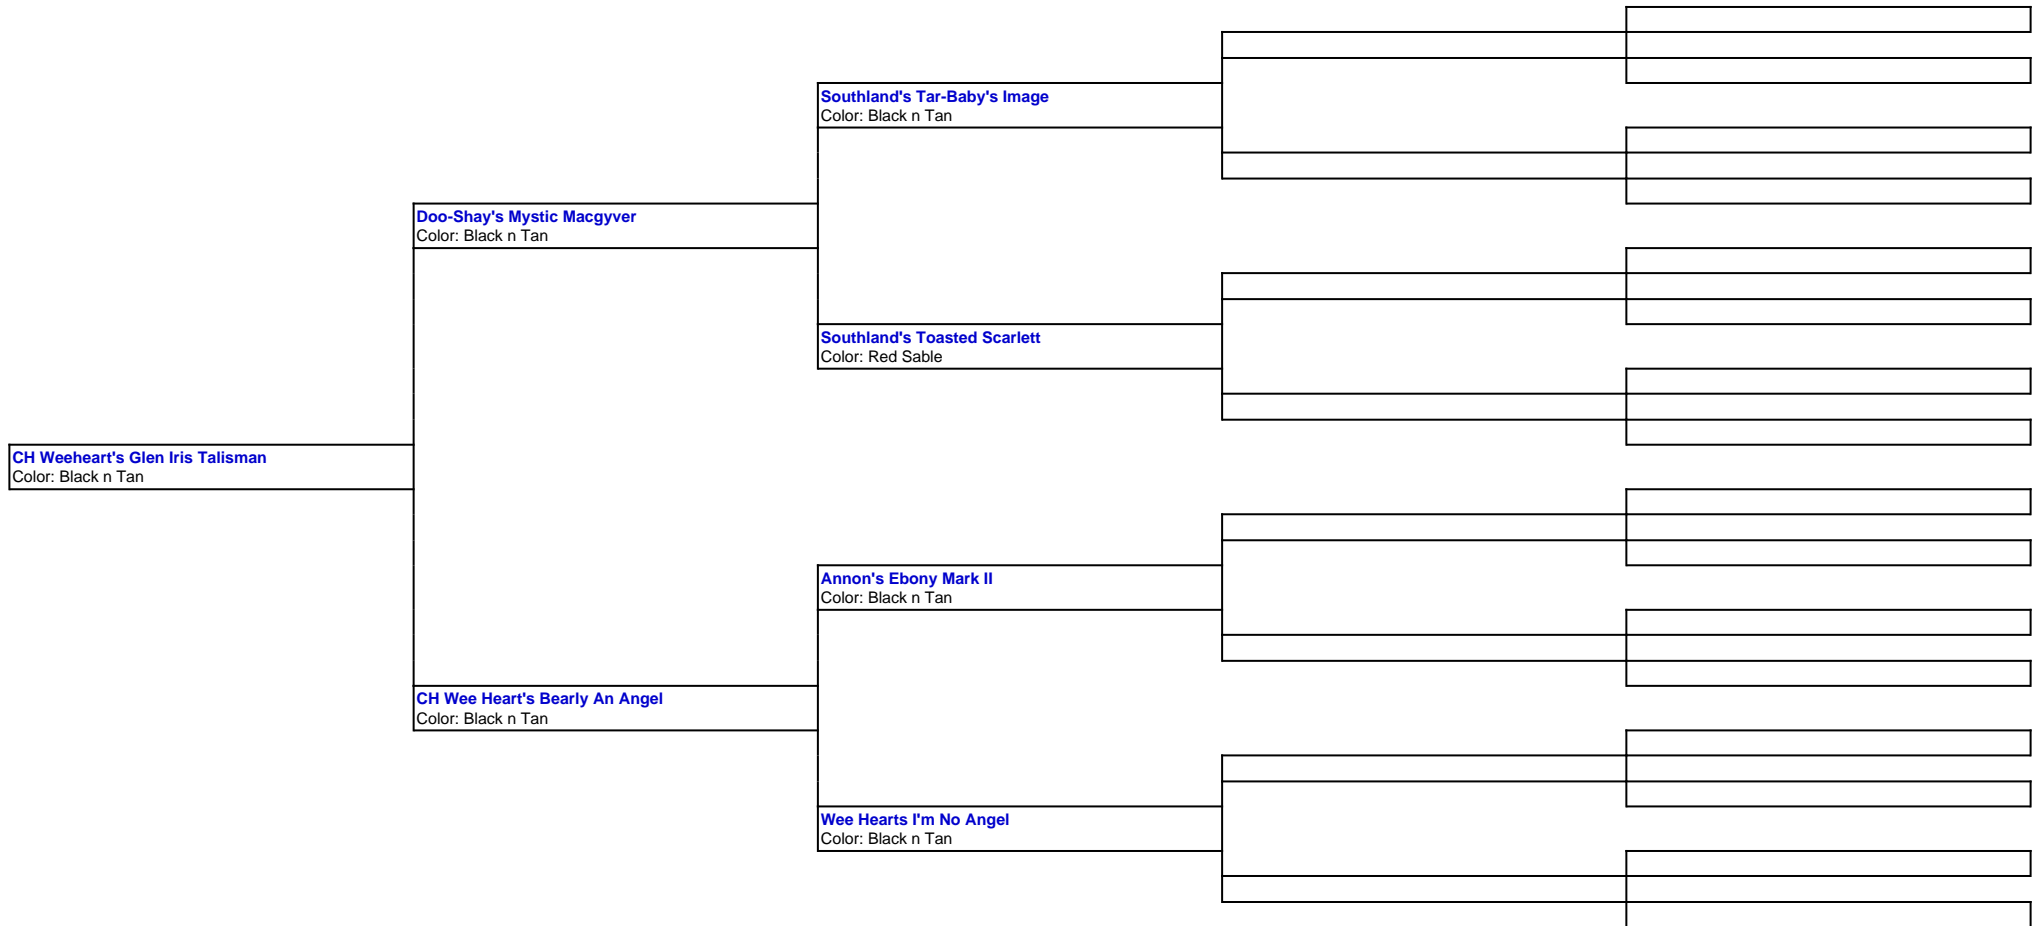 Southland's Tar-Baby's Image
Color: Black n Tan
Doo-Shay's Mystic Macgyver
Color: Black n Tan
Southland's Toasted Scarlett
Color: Red Sable
CH Weeheart's Glen Iris Talisman
Color: Black n Tan
Annon's Ebony Mark II
Color: Black n Tan
CH Wee Heart's Bearly An Angel
Color: Black n Tan
Wee Hearts I'm No Angel
Color: Black n Tan